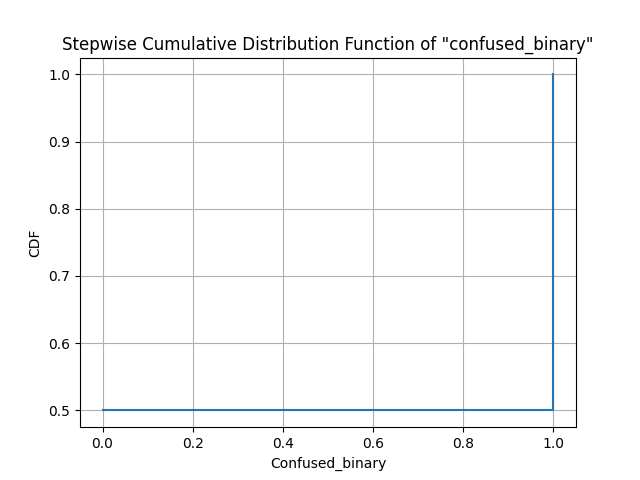 Stepwise Cumulative Distribution Function of "confused_binary"
1.0
0.9
0.8
0.7
0.6
0.5
CDF
0.0 0.2 0.4 0.6 0.8 1.0
Confused_binary